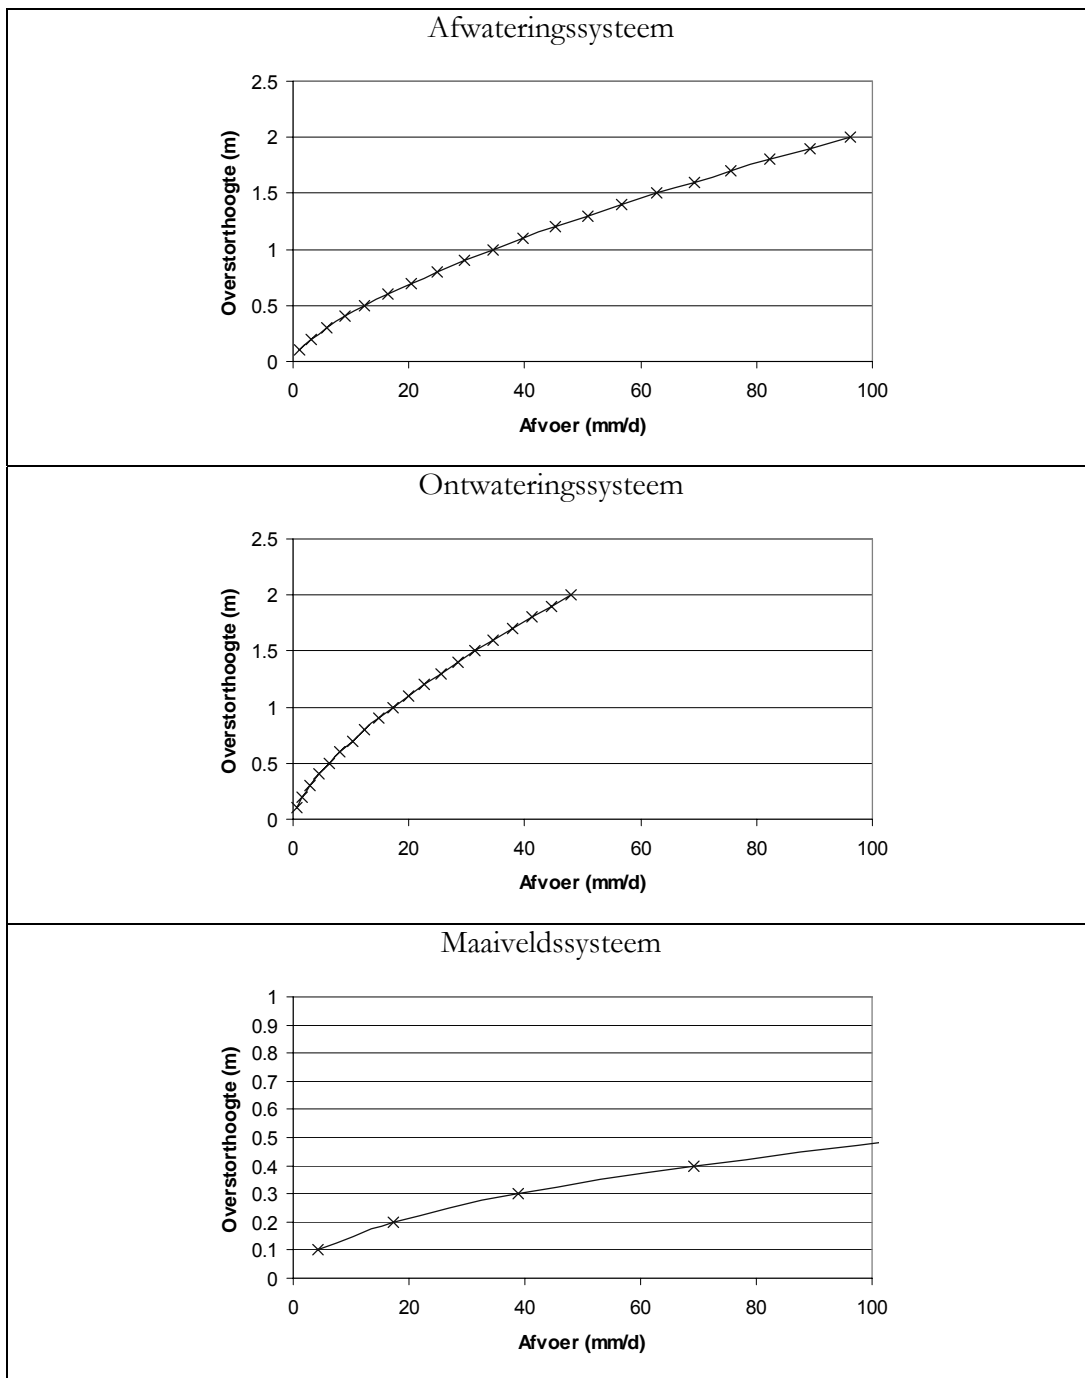 Afwateringssysteem
2.5
2
1.5
1
0.5
0
Overstorthoogte (m)
0 20 40 60 80 100
Afvoer (mm/d)
Ontwateringssysteem
2.5
2
1.5
1
0.5
0
Overstorthoogte (m)
0 20 40 60 80 100
Afvoer (mm/d)
Maaiveldssysteem
1
0.9
0.8
0.7
0.6
0.5
0.4
0.3
0.2
0.1
0
Overstorthoogte (m)
0 20 40 60 80 100
Afvoer (mm/d)